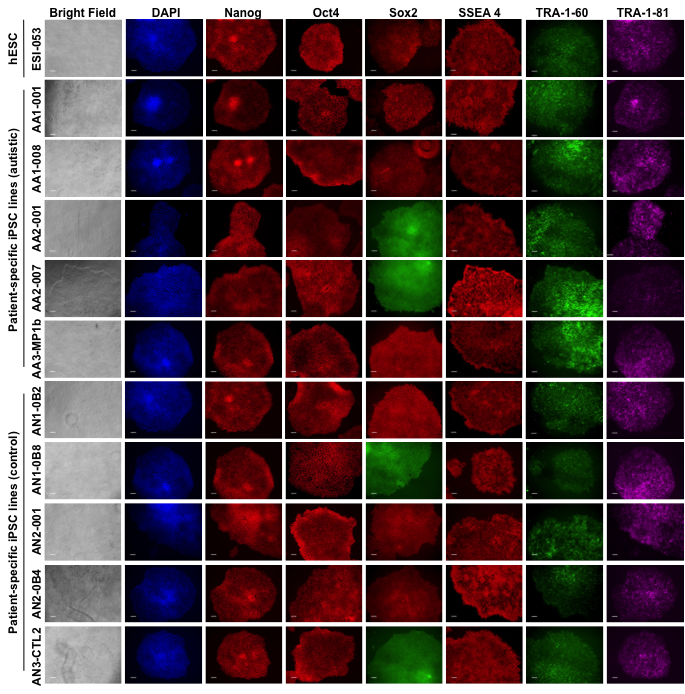 Bright Field DAPI Nanog Oct4 Sox2 SSEA 4 TRA-1-60 TRA-1-81
hESC
ESI-053
Patient-specific iPSC lines (autistic)
AA1-001
AA1-008
AA2-001
AA2-007
AA3-MP1b
Patient-specific iPSC lines (control)
AN1-0B2
AN1-0B8
AN2-001
AN2-0B4
AN3-CTL2